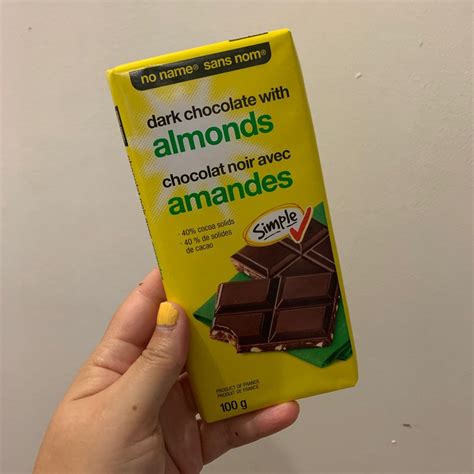 no name® sans nom®
dark chocolate with
almonds
chocolat noir avec
amandes
· 40% cocoa solids
· 40 % de solides
de cacao
Simple
PRODUCT OF FRANCE
PRODUIT DE FRANCE
100 g